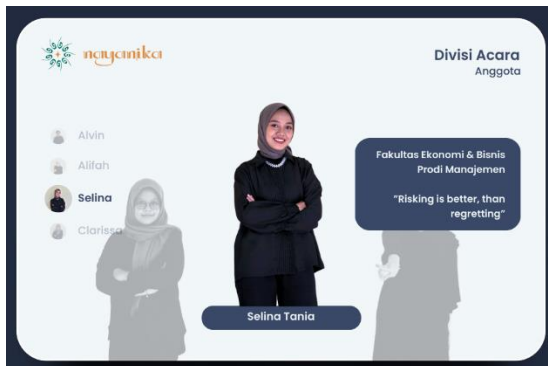 nayanika
Divisi Acara
Anggota
Alvin
Alifah
Selina
Clarissa
Fakultas Ekonomi & Bisnis
Prodi Manajemen
“Risking is better, than
regretting”
Selina Tania